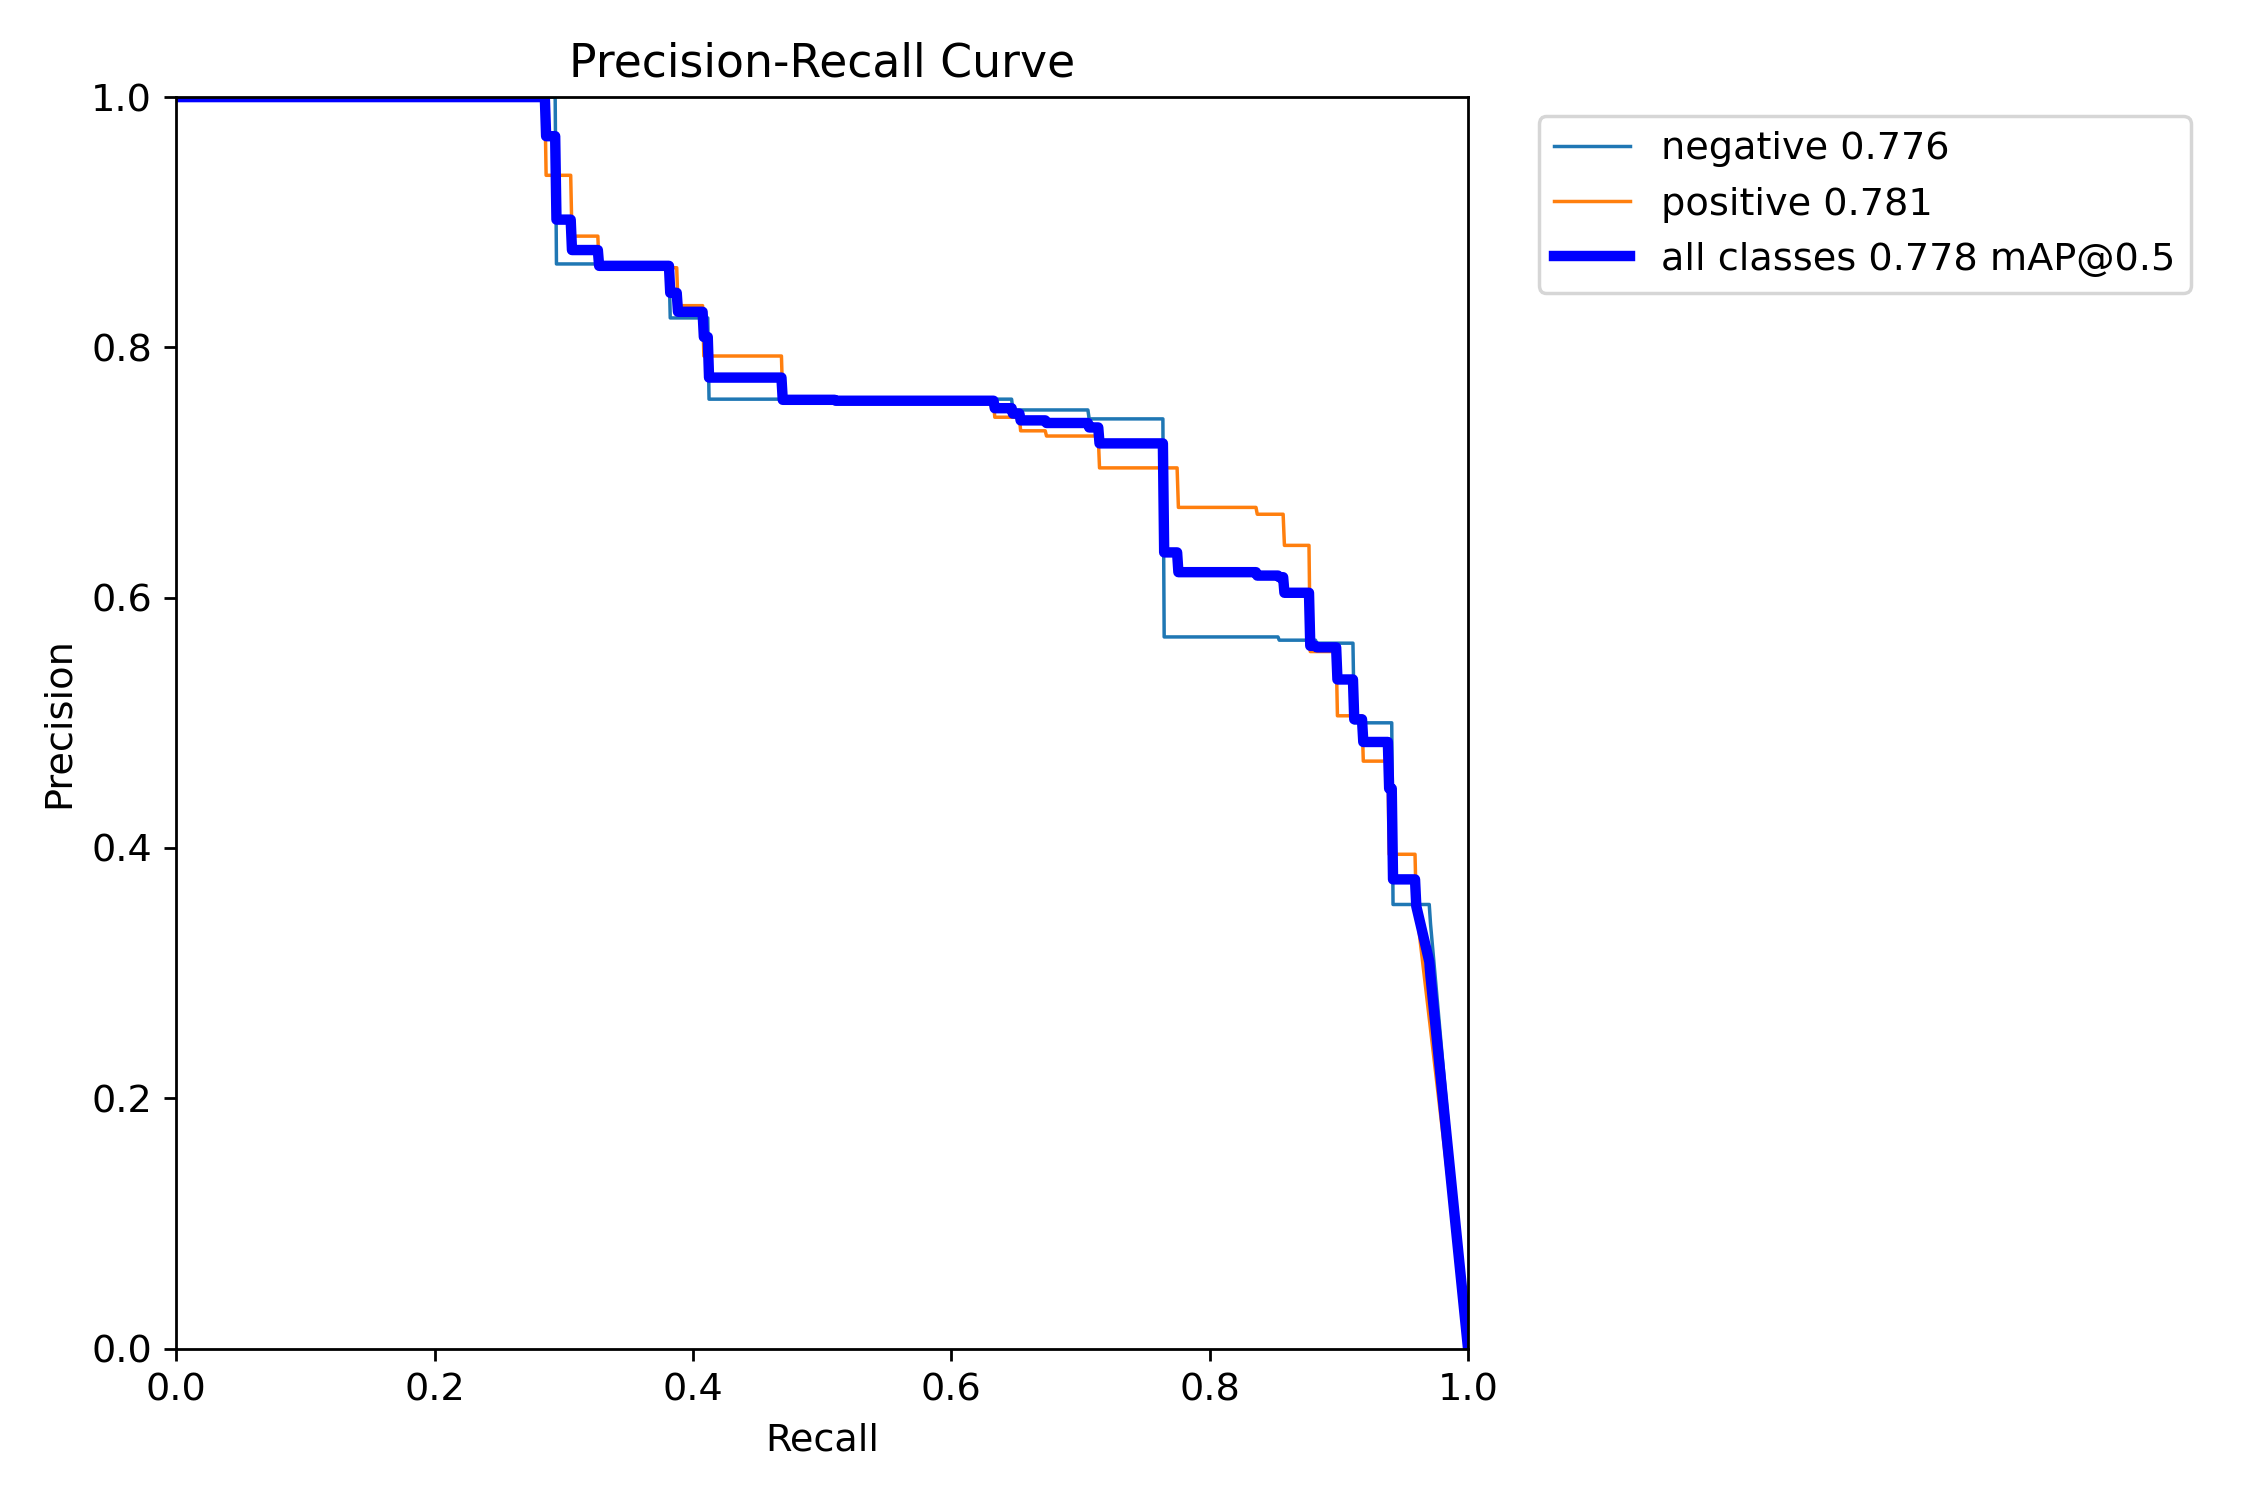 Precision-Recall Curve
1.0
0.8
0.6
0.4
0.2
0.0
Precision
0.0 0.2 0.4 0.6 0.8 1.0
Recall
negative 0.776
positive 0.781
all classes 0.778 mAP@0.5